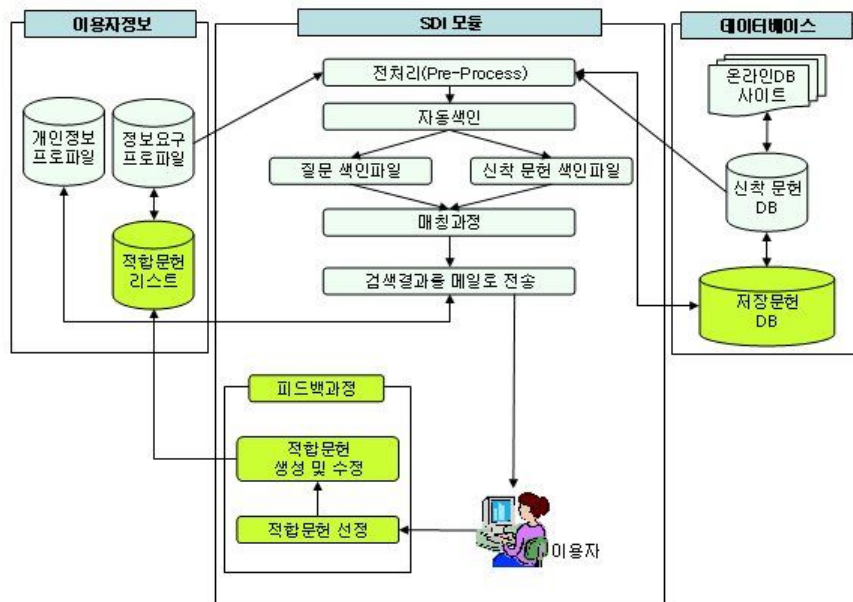 이용자정보
SDI 모듈
데이터베이스
개인정보
프로파일
정보요구
프로파일
적합문헌
리스트
전처리(Pre-Process)
자동색인
질문 색인파일
신착 문헌 색인파일
매칭과정
검색결과를 메일로 전송
온라인DB
사이트
신착 문헌
DB
저장문헌
DB
피드백과정
적합문헌
생성 및 수정
적합문헌 선정
이용자